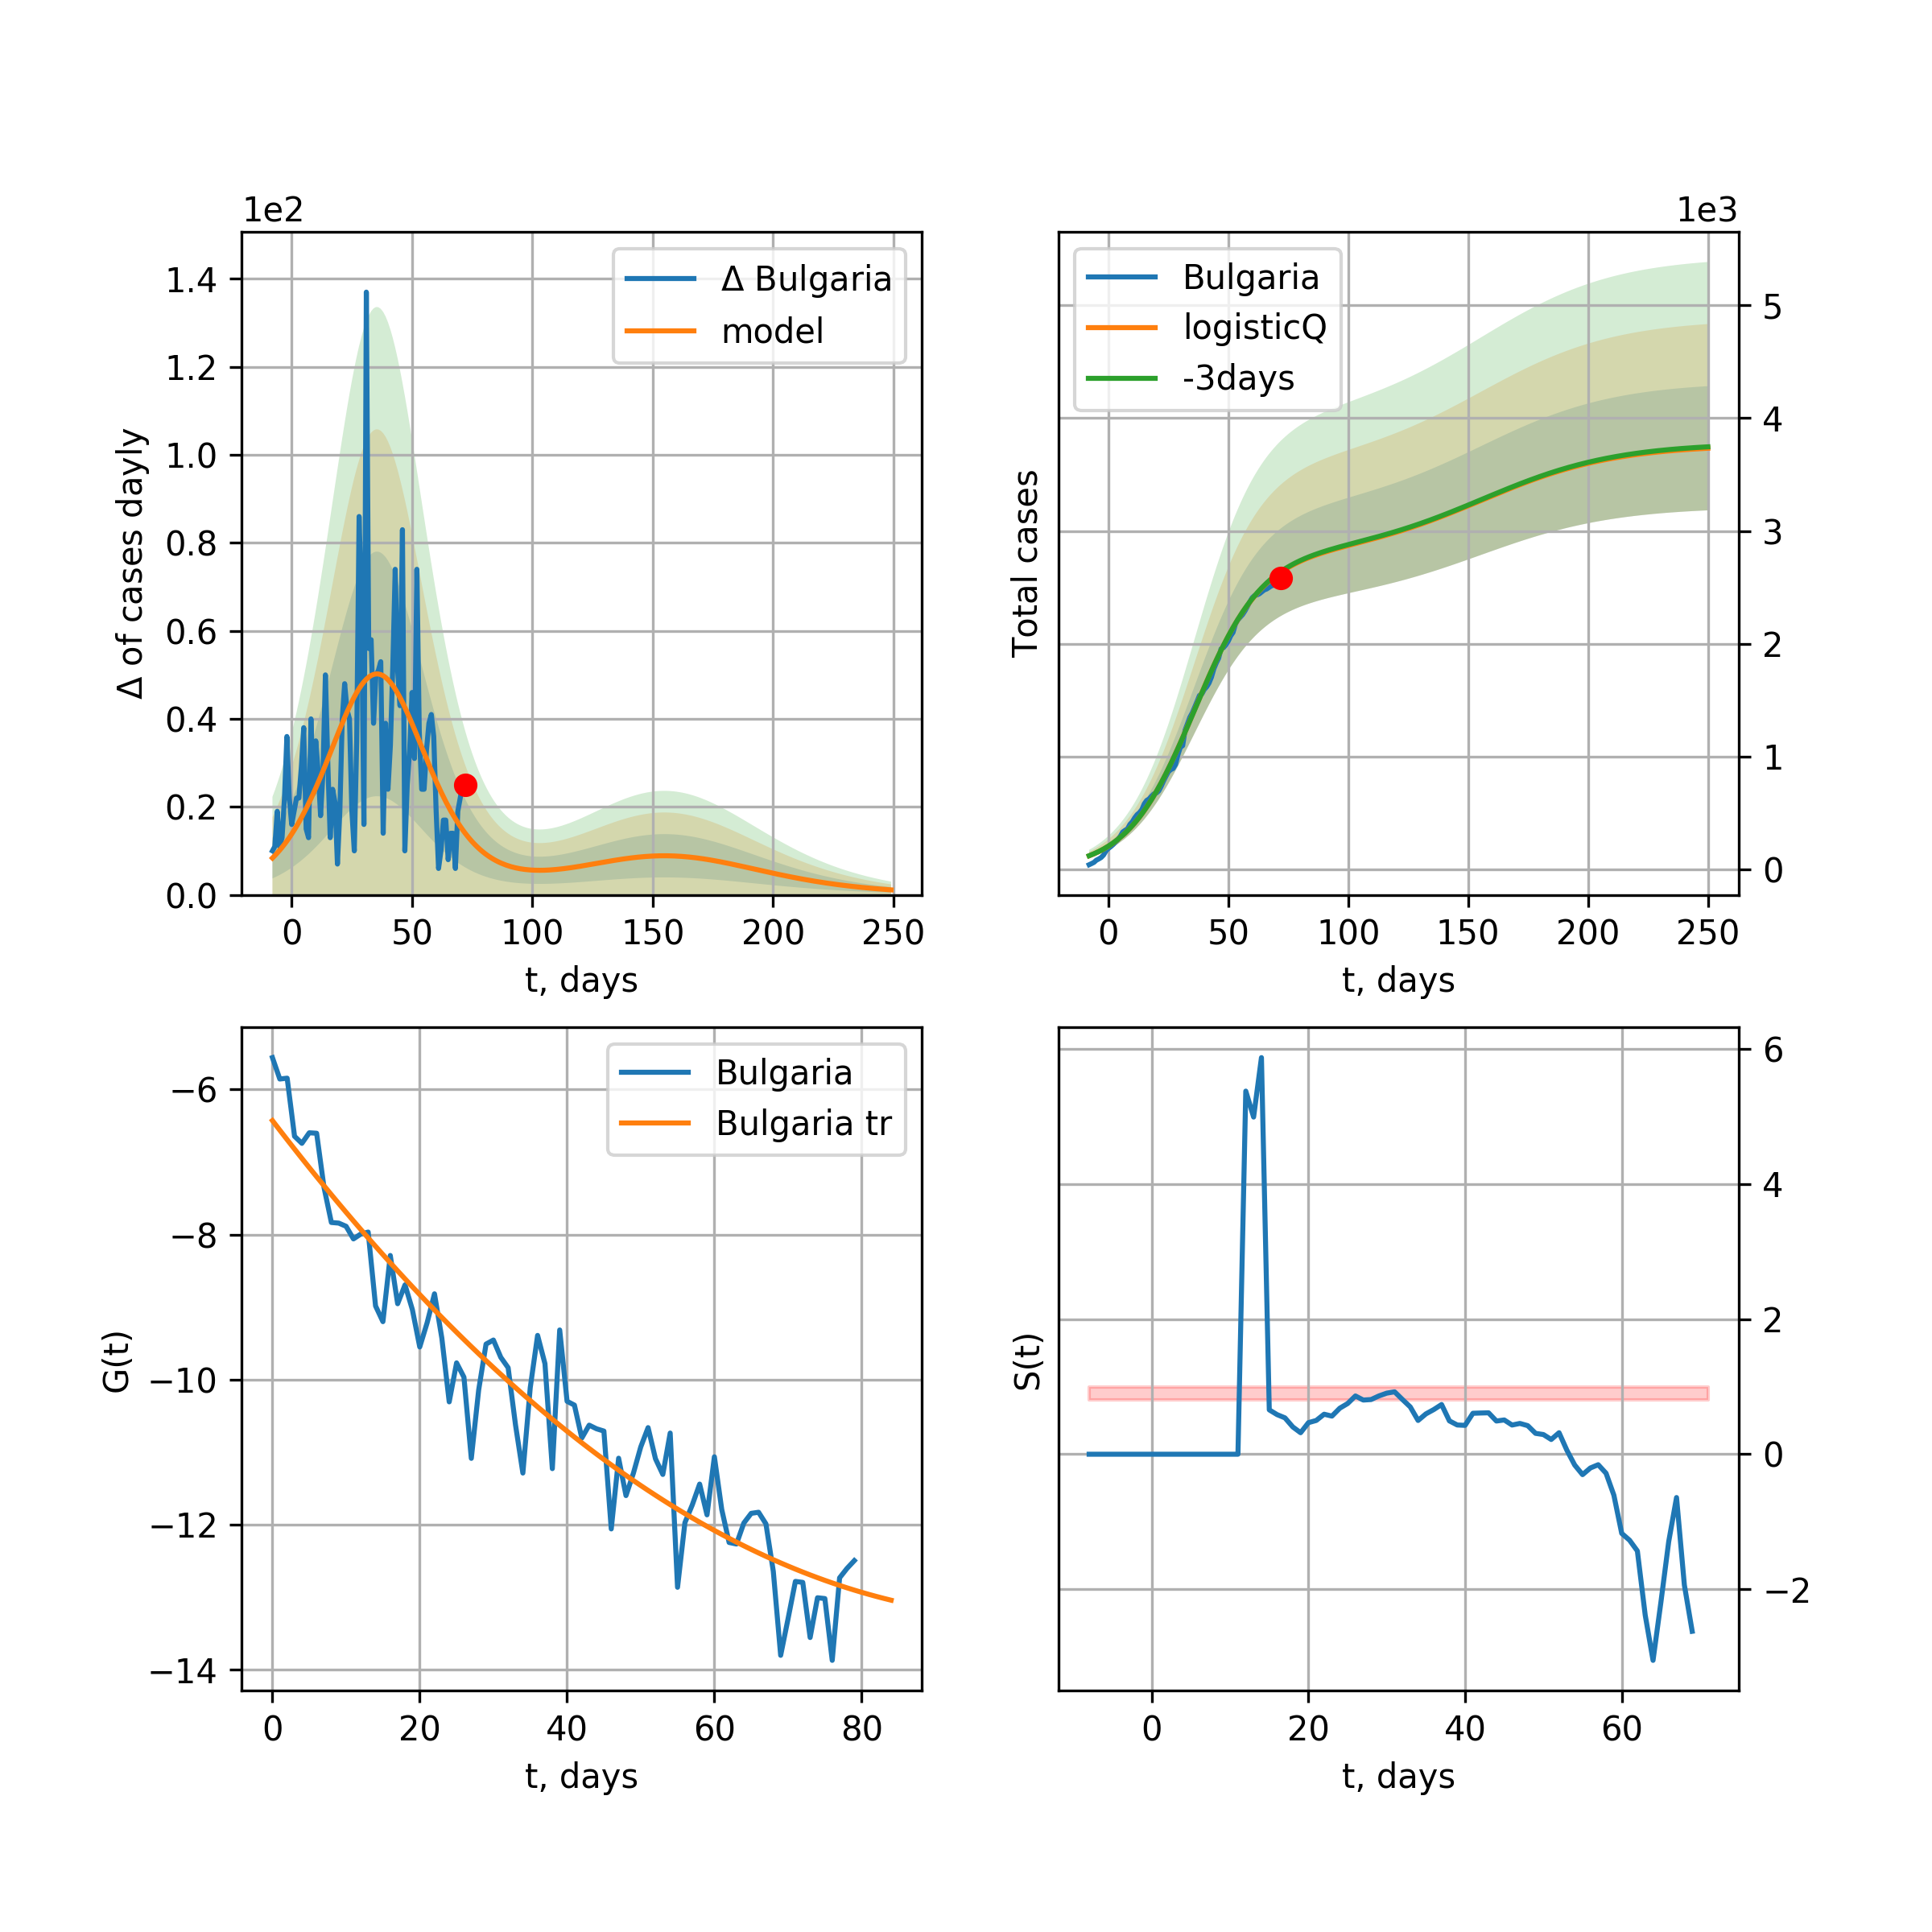 1e2
Δ of cases dayly
1.4
1.2
1.0
0.8
0.6
0.4
0.2
0.0
0 50 100 150 200 250
t, days
Δ Bulgaria
model
1e3
Total cases
5
4
3
2
1
0
0 50 100 150 200 250
t, days
Bulgaria
logisticQ
-3days
G(t)
−6
−8
−10
−12
−14
0 20 40 60 80
t, days
Bulgaria
Bulgaria tr
S(t)
6
4
2
0
−2
0 20 40 60
t, days